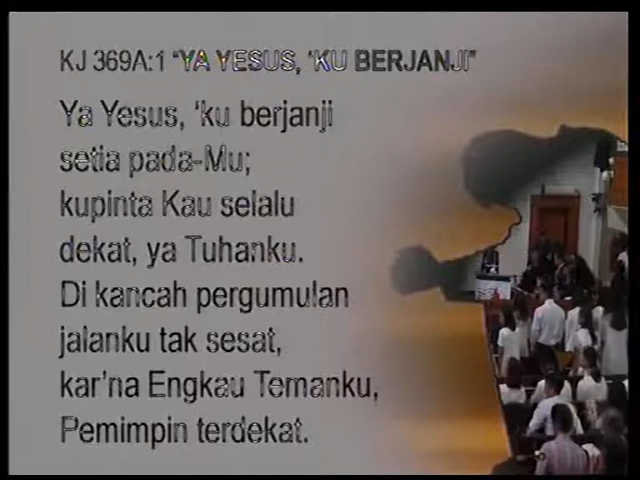 KJ 369A:1 "YA YESUS, 'KU BERJANJI"
Ya Yesus, 'ku berjanji
setia pada-Mu;
kupinta Kau selalu
dekat, ya Tuhanku.
Di kancah pergumulan
jalanku tak sesat,
kar'na Engkau Temanku,
Pemimpin terdekat.